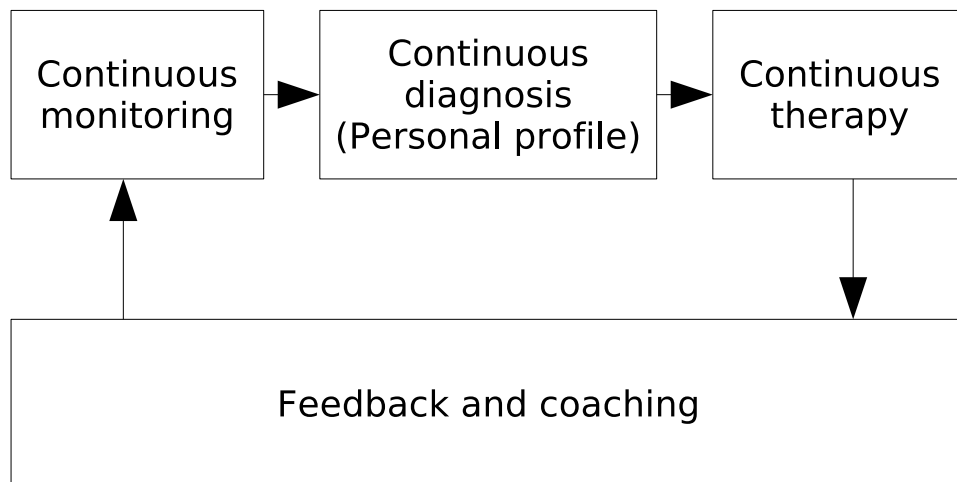 Continuous
monitoring
Continuous
diagnosis
(Personal profile)
Continuous
therapy
Feedback and coaching